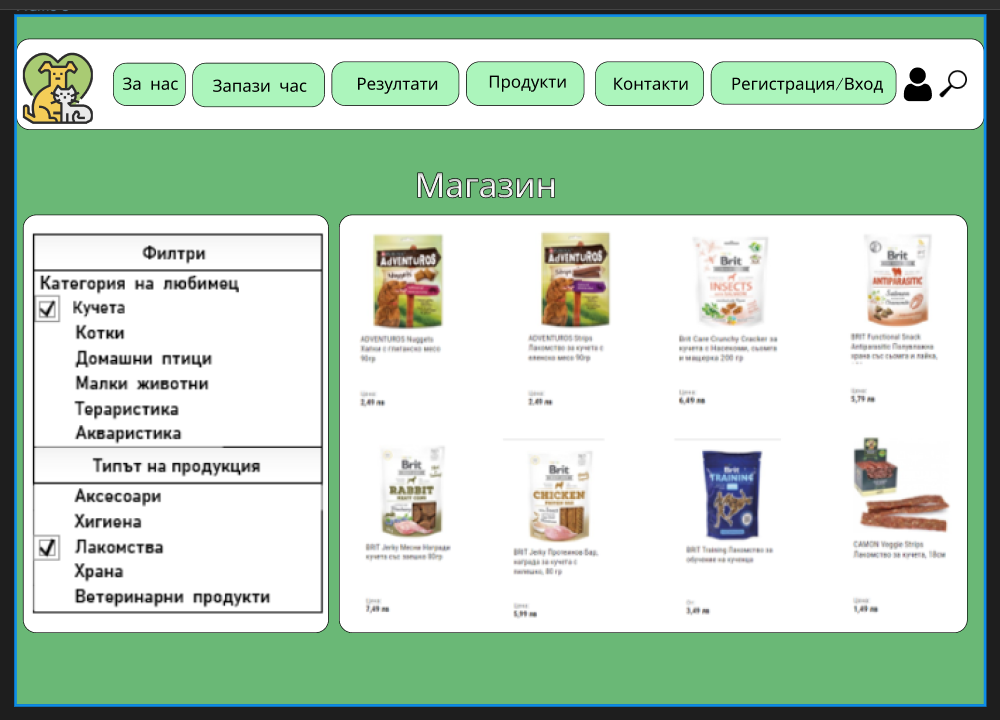 За нас
Запази час
Резултати
Продукти
Контакти
Регистрация/Вход
Магазин
Филтри
Категория на любимец
Кучета
Котки
Домашни птици
Малки животни
Тераристика
Акваристика
Типът на продукция
Аксесоари
Хигиена
Лакомства
Храна
Ветеринарни продукти
ADVENTUROS
Nuggets
ADVENTUROS Nuggets
Хапки с глиганско месо
90гр
Цена:
2,49 лв
ADVENTUROS
Strips
ADVENTUROS Strips
Лакомство за кучета с
еленско месо 90гр
Цена:
2,49 лв
Brit
INSECTS
Brit Care Crunchy Cracker за
кучета с Насекоми, сьомга
и мащерка 200 гр
Цена:
6,49 лв
Brit
ANTIPARASITIC
Salmon
BRIT Functional Snack
Antiparasitic Полувлажна
храна със сьомга и лайка,
Цена:
5,79 лв
Brit
RABBIT
BRIT Jerky Месни Награди
кучета със заешко 80гр
Цена:
7,49 лв
Brit
CHICKEN
BRIT Jerky Протеинов Бар,
награда за кучета с
пилешко, 80 гр
Цена:
5,99 лв
Brit
TRAINING
BRIT Training Лакомство за
обучение на кученца
От:
3,49 лв
CAMON Veggie Strips
Лакомство за кучета, 18см
Цена:
1,49 лв